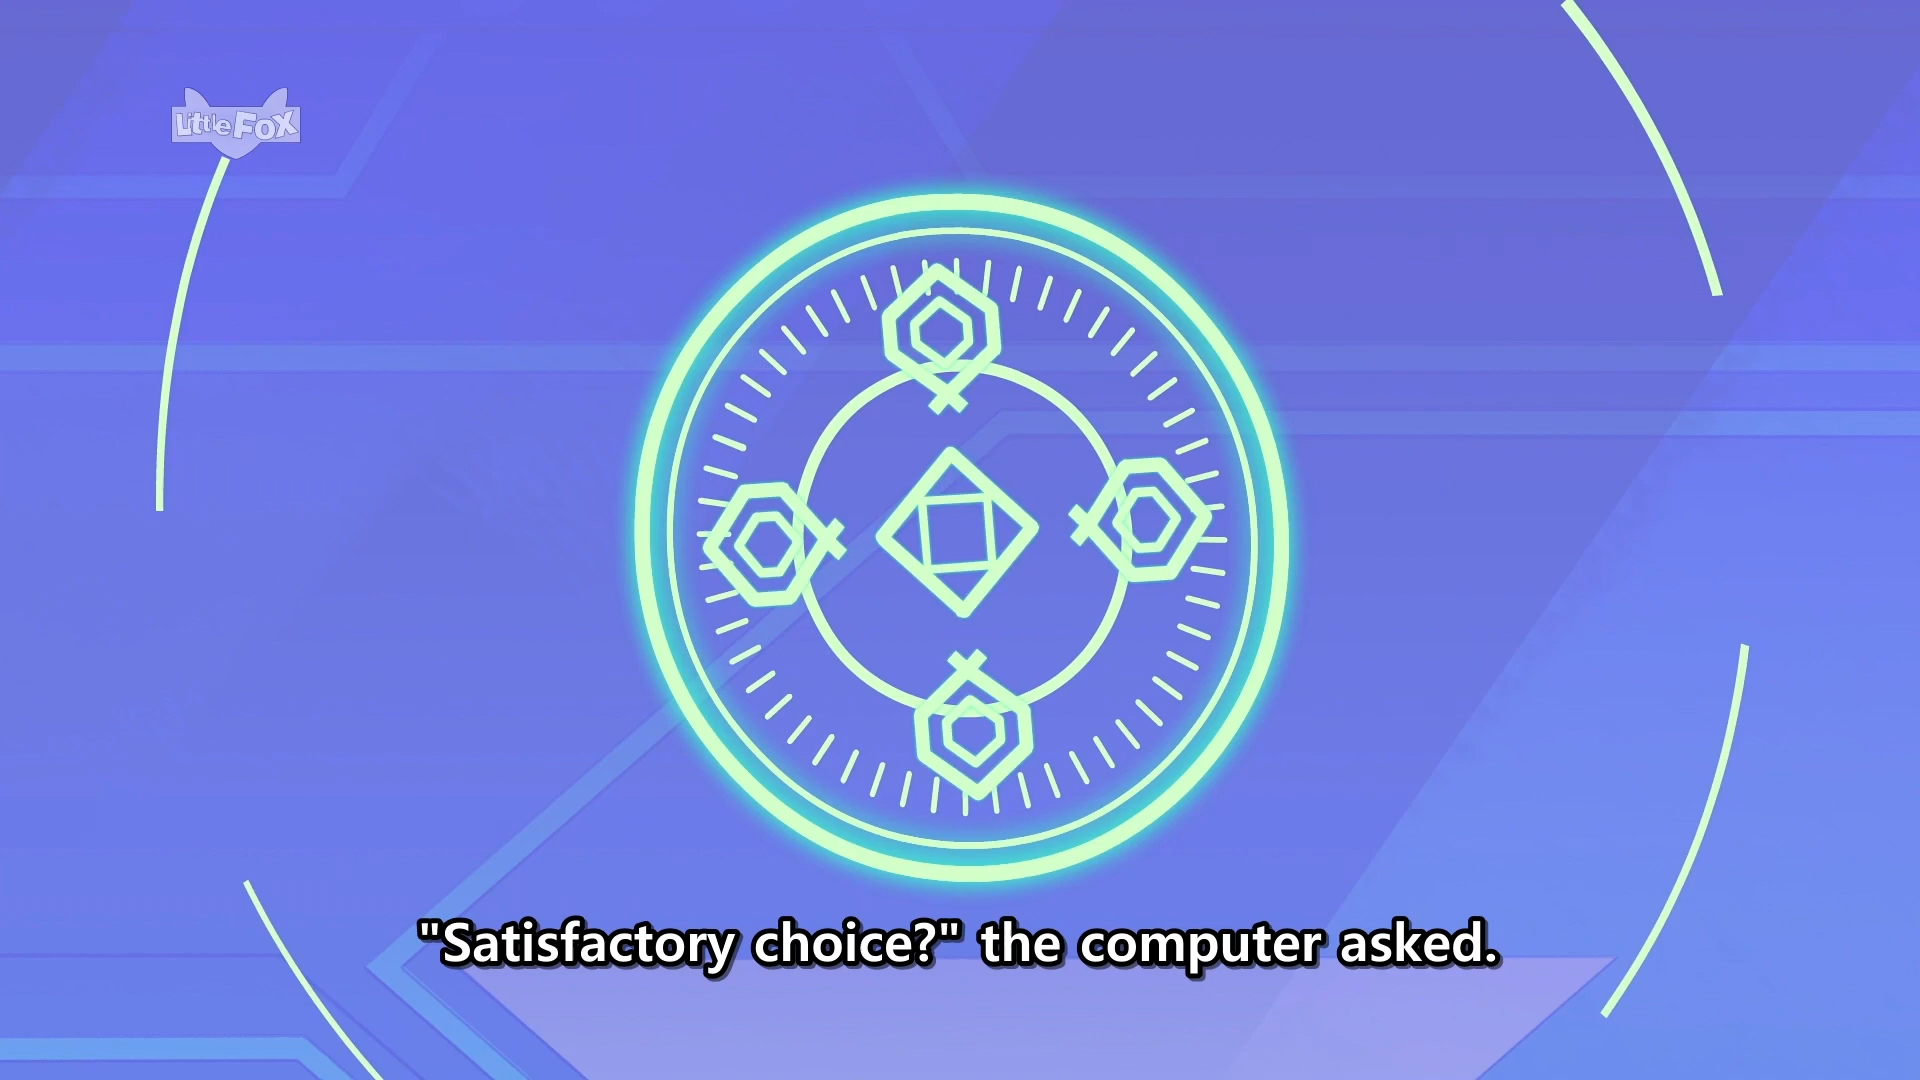 Little Fox
"Satisfactory choice?" the computer asked.